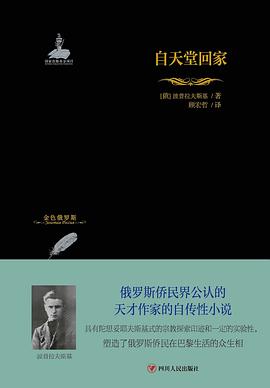 自天堂回家
[俄] 波普拉夫斯基 著
顾宏哲 译
金色俄罗斯
俄罗斯侨民界公认的
天才作家的自传性小说
具有陀思妥耶夫斯基式的宗教探索印迹和一定的实验性，
塑造了俄罗斯侨民在巴黎生活的众生相
波普拉夫斯基
四川人民出版社